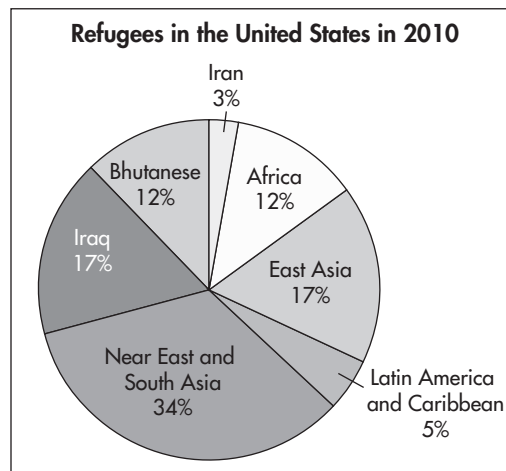 Refugees in the United States in 2010
Iran
3%
Africa
12%
East Asia
17%
Latin America
and Caribbean
5%
Near East and
South Asia
34%
Iraq
17%
Bhutanese
12%